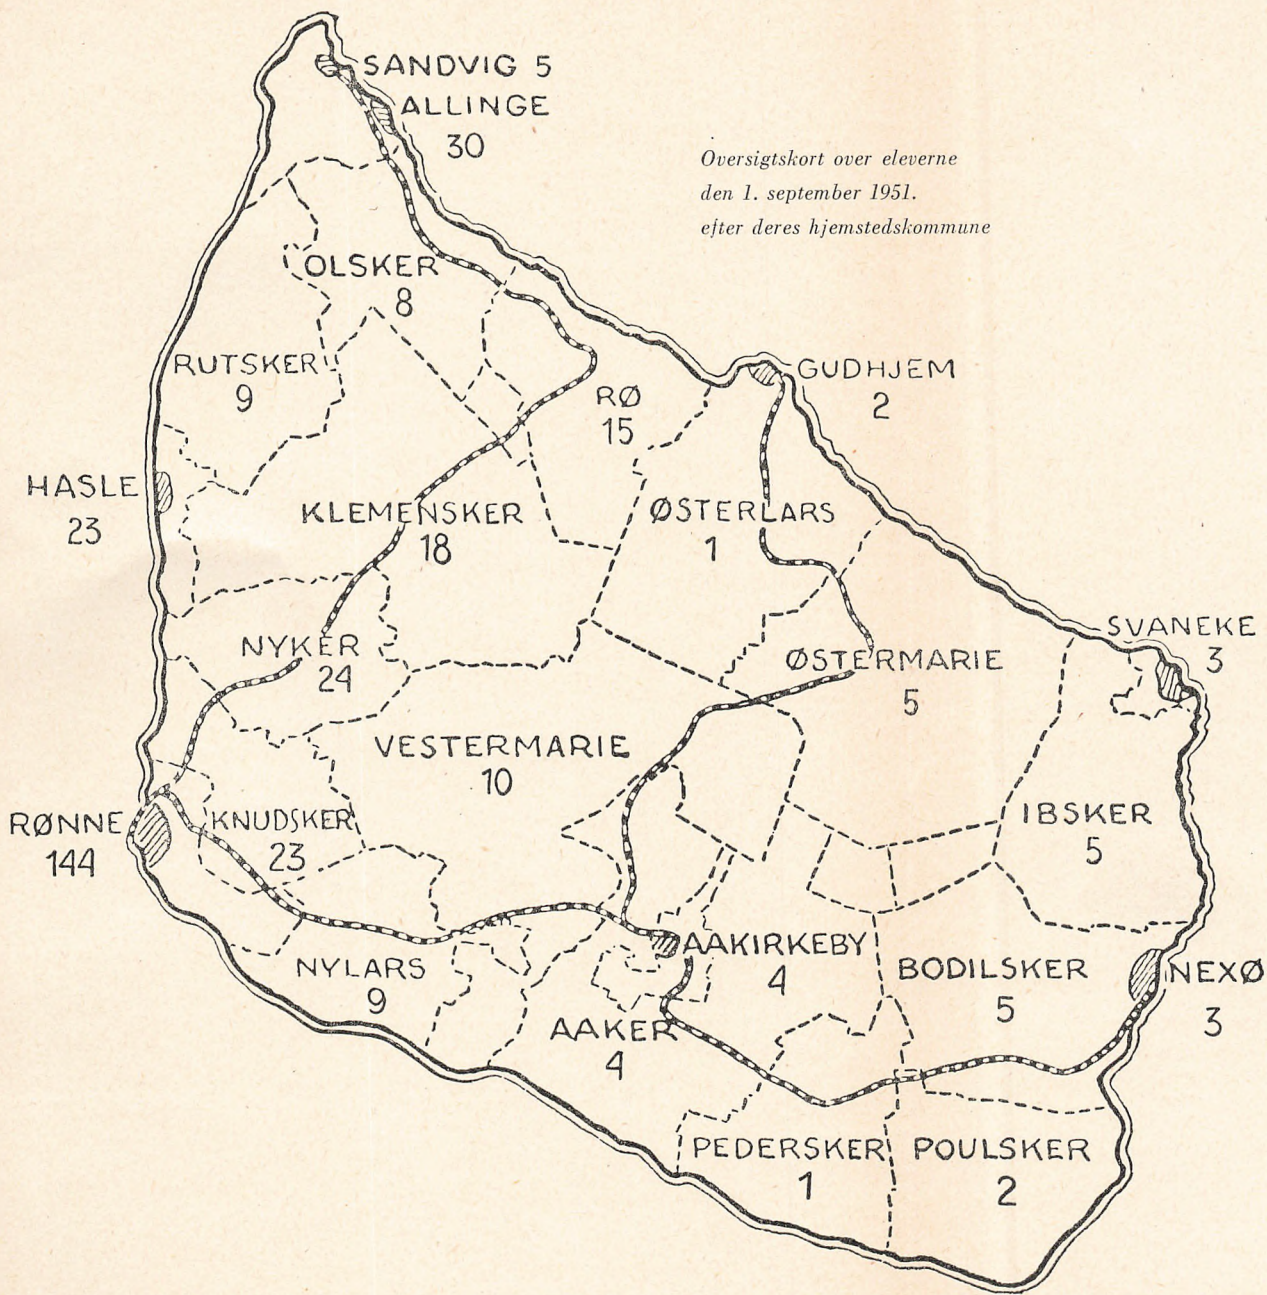 SANDVIG 5
ALLINGE
30
Oversigtskort over eleverne
den 1. september 1951.
efter deres hjemstedskommune
OLSKER
8
RUTSKER
9
GUDHJEM
2
RØ
15
HASLE
23
KLEMENSKER
18
ØSTERLARS
1
SVANEKE
3
NYKER
24
ØSTERMARIE
5
VESTERMARIE
10
RØNNE
144
KNUDSKER
23
IBSKER
5
NYLARS
9
AAKIRKEBY
4
BODILSKER
5
NEXØ
3
AAKER
4
PEDERSKER
1
POULSKER
2